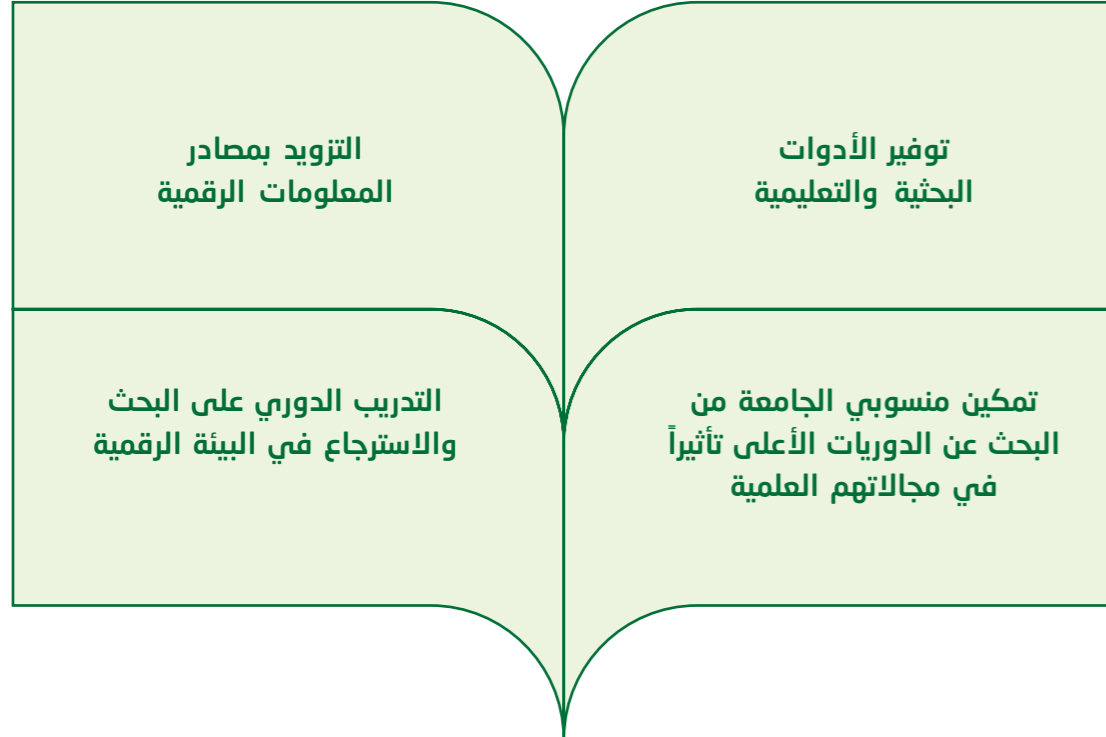 توفير الأدوات
البحثية والتعليمية
التزويد بمصادر
المعلومات الرقمية
تمكين منسوبي الجامعة من
البحث عن الدوريات الأعلى تأثيراً
في مجالاتهم العلمية
التدريب الدوري على البحث
والاسترجاع في البيئة الرقمية